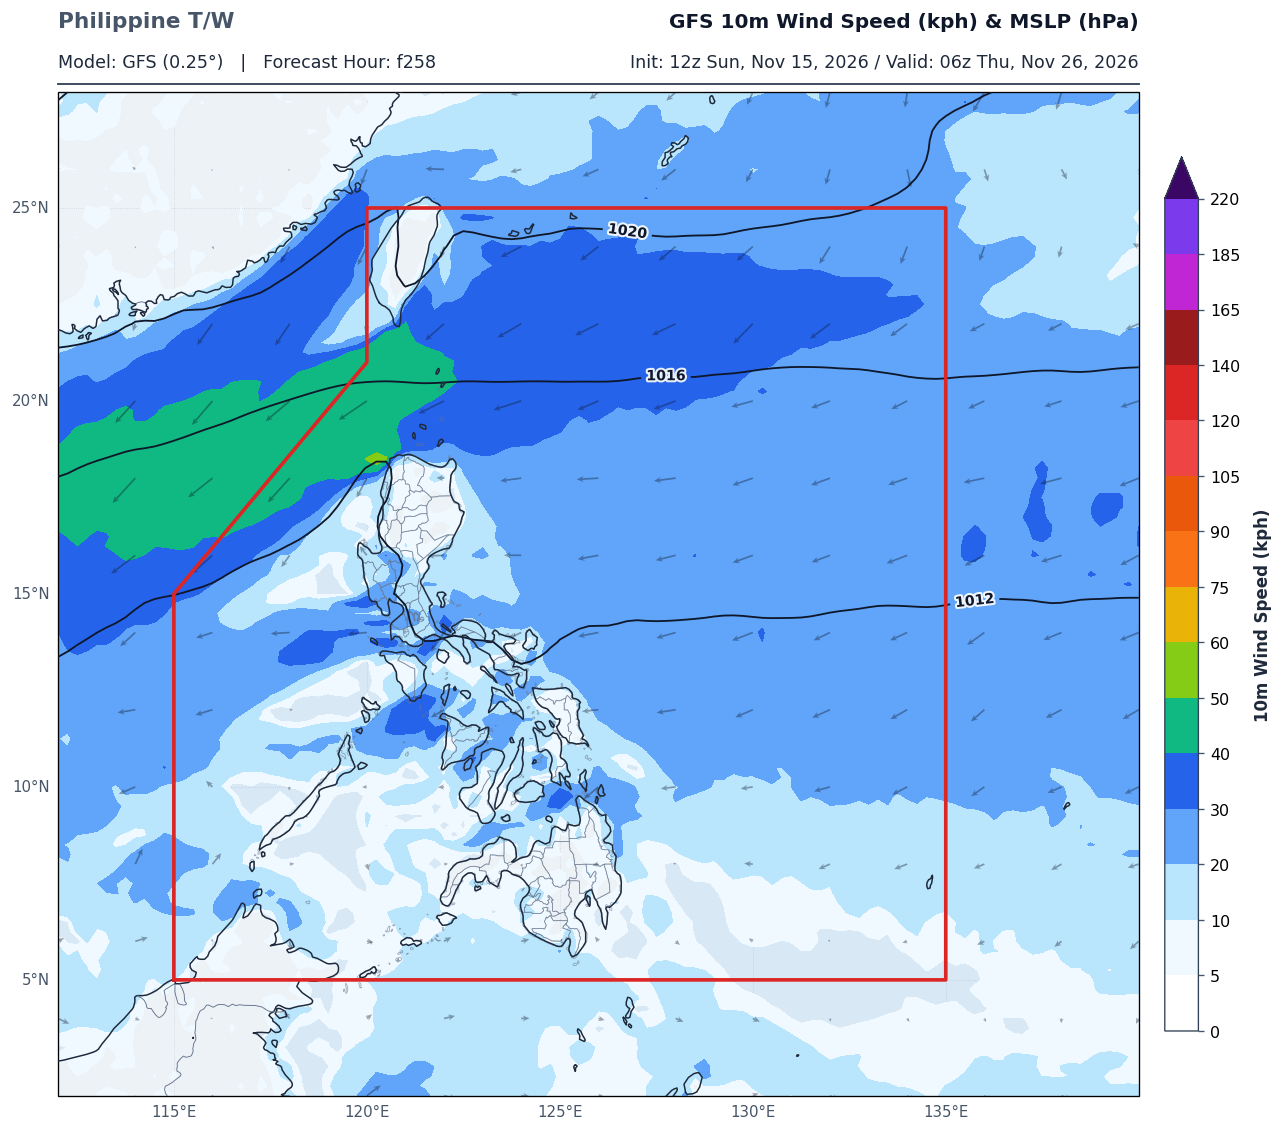 Philippine T/W
GFS 10m Wind Speed (kph) & MSLP (hPa)
Model: GFS (0.25°)   |   Forecast Hour: f258
Init: 12z Sun, Nov 15, 2026 / Valid: 06z Thu, Nov 26, 2026
25°N
20°N
15°N
10°N
5°N
115°E
120°E
125°E
130°E
135°E
1020
1016
1012
220
185
165
140
120
105
90
75
60
50
40
30
20
10
5
0
10m Wind Speed (kph)